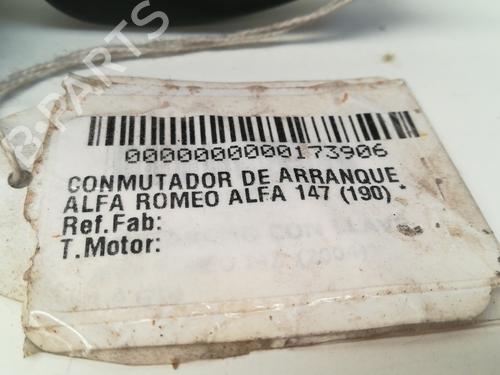 0000000000173906
CONMUTADOR DE ARRANQUE
ALFA ROMEO ALFA 147 (190) *
Ref.Fab:
T.Motor:
B-PARTS